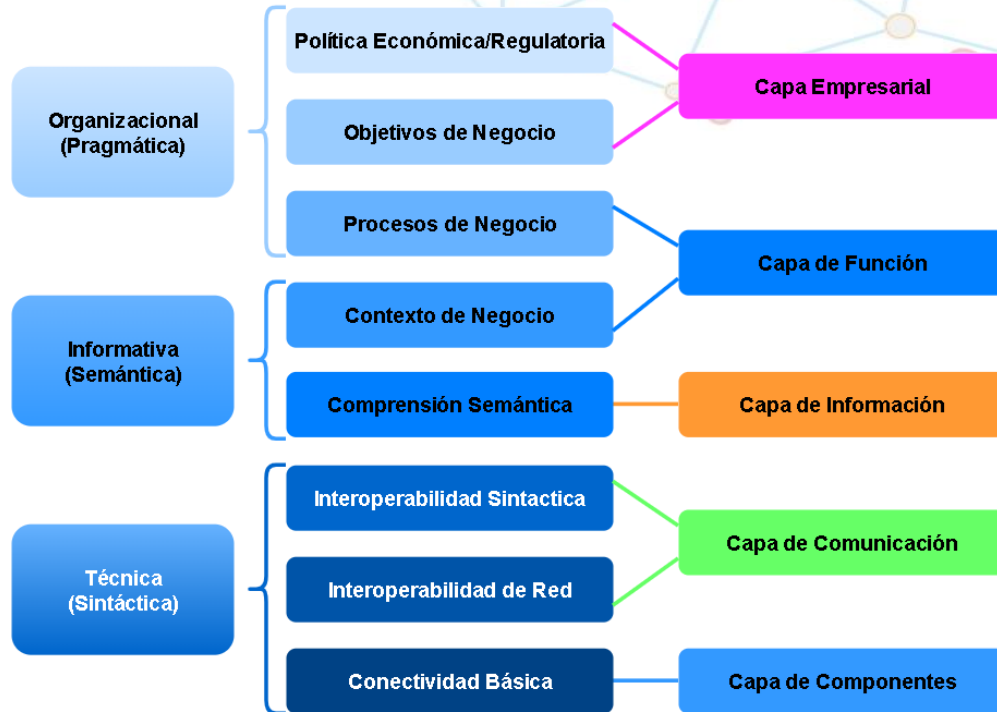 Organizacional
(Pragmática)
Política Económica/Regulatoria
Objetivos de Negocio
Procesos de Negocio
Capa Empresarial
Capa de Función
Informativa
(Semántica)
Contexto de Negocio
Comprensión Semántica
Capa de Información
Técnica
(Sintáctica)
Interoperabilidad Sintactica
Interoperabilidad de Red
Conectividad Básica
Capa de Comunicación
Capa de Componentes